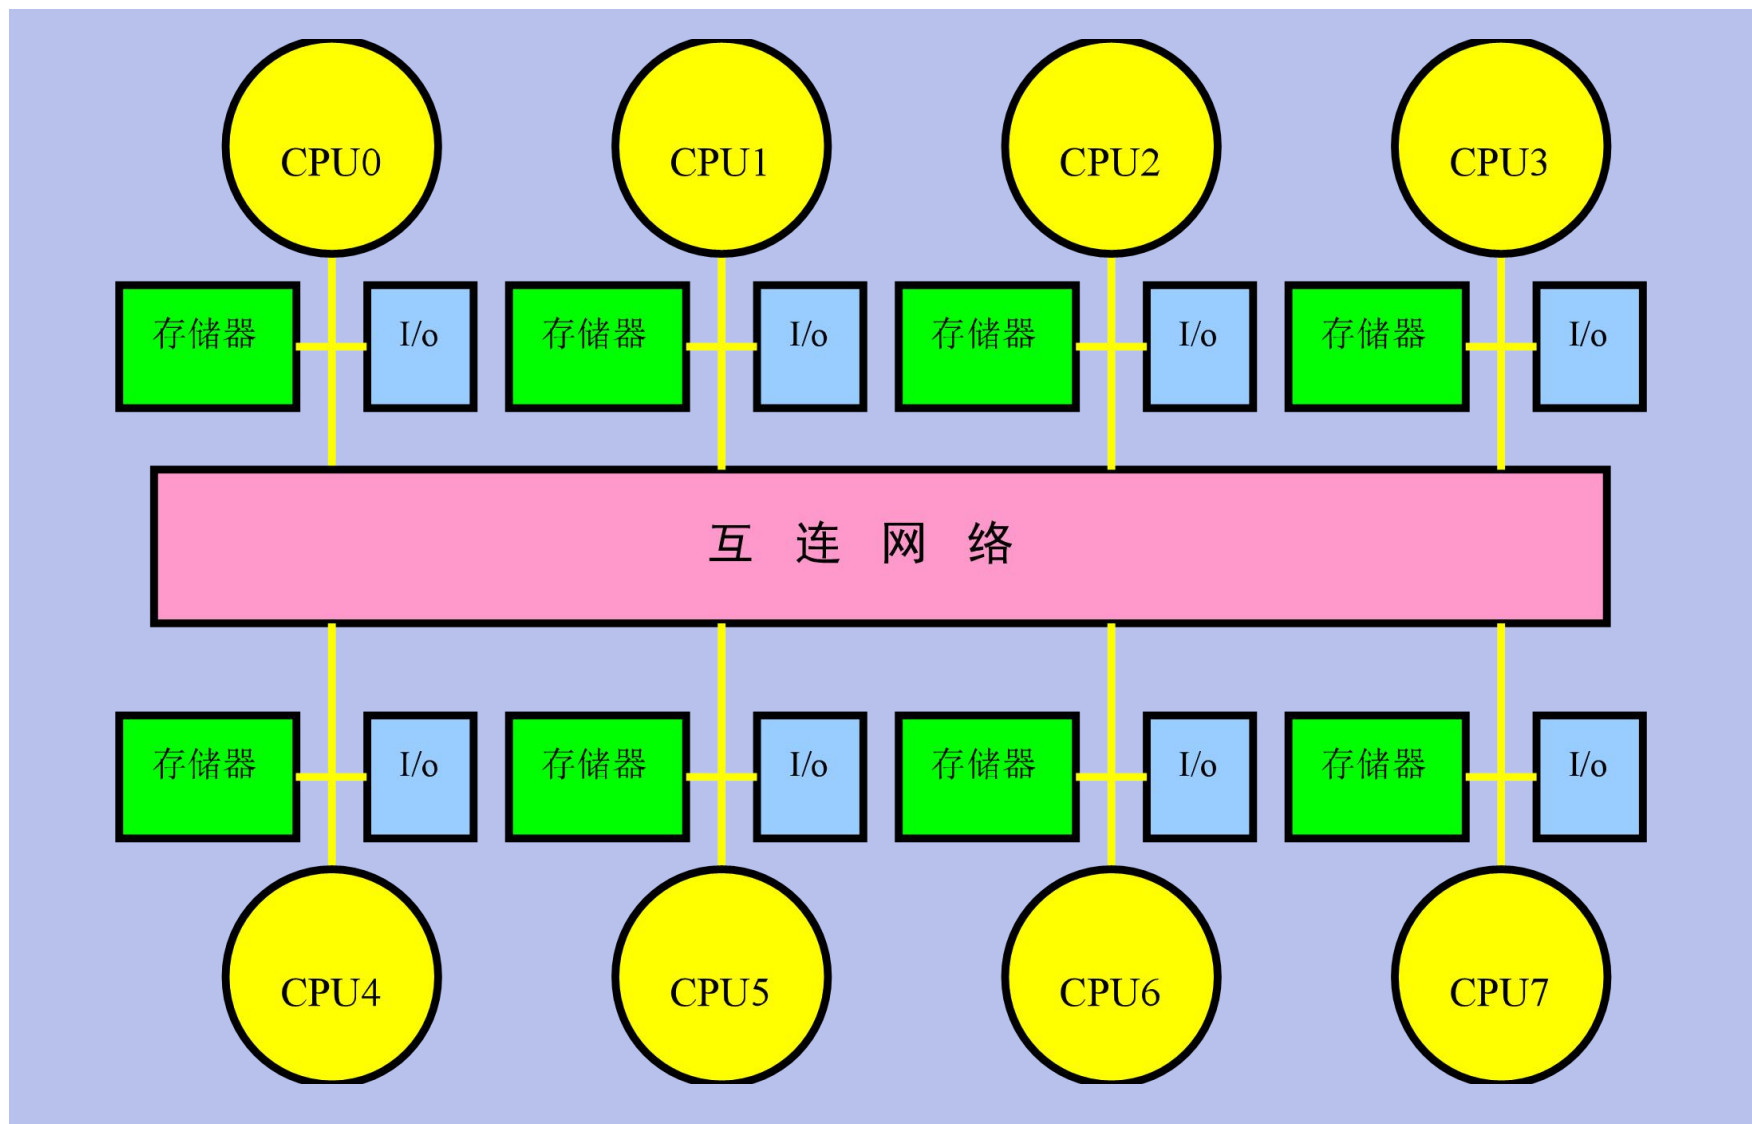 CPU0 CPU1 CPU2 CPU3
存储器 I/o 存储器 I/o 存储器 I/o 存储器 I/o
互 连 网 络
存储器 I/o 存储器 I/o 存储器 I/o 存储器 I/o
CPU4 CPU5 CPU6 CPU7